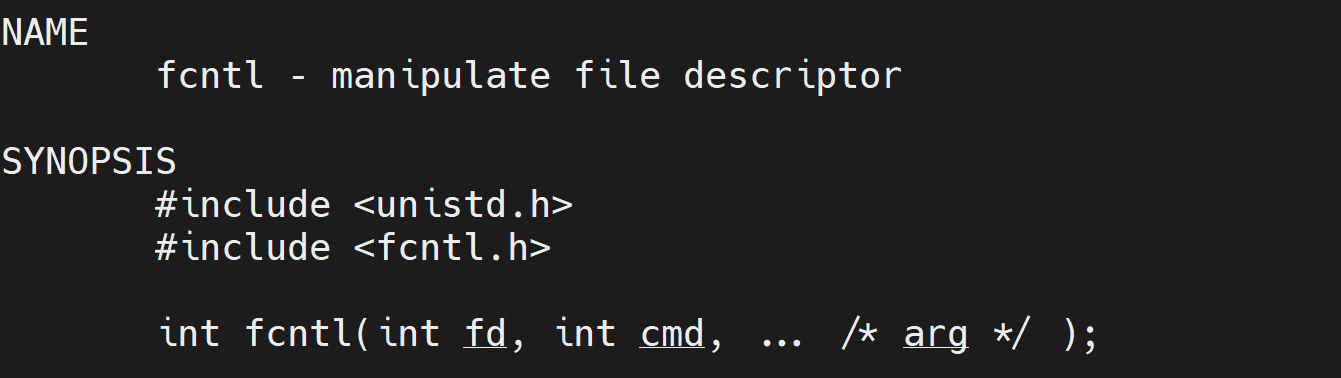 NAME
fcntl - manipulate file descriptor
SYNOPSIS
#include <unistd.h>
#include <fcntl.h>
int fcntl(int fd, int cmd, ... /* arg */ );